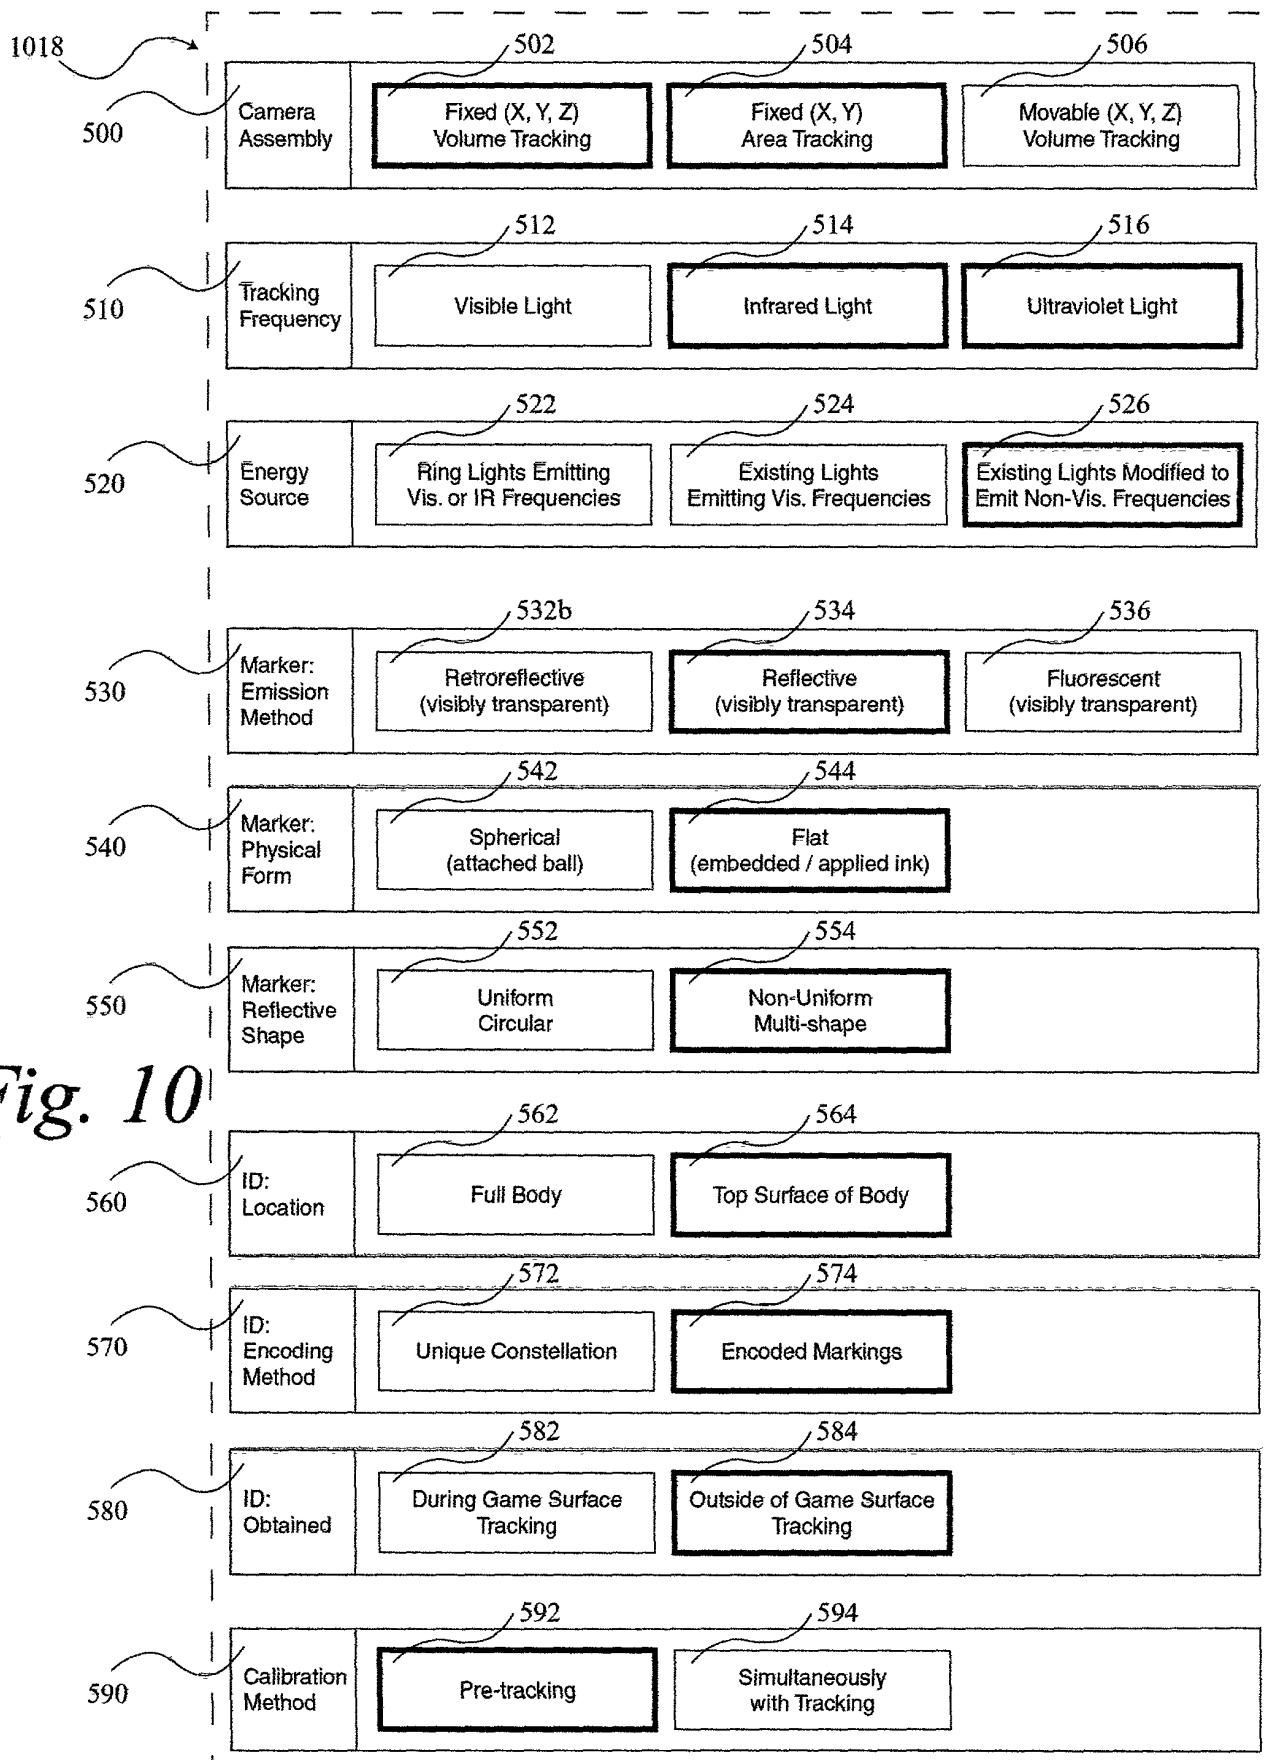 1018
502
504
506
500
Camera
Assembly
Fixed (X, Y, Z)
Volume Tracking
Fixed (X, Y)
Area Tracking
Movable (X, Y, Z)
Volume Tracking
512
514
516
510
Tracking
Frequency
Visible Light
Infrared Light
Ultraviolet Light
522
524
526
520
Energy
Source
Ring Lights Emitting
Vis. or IR Frequencies
Existing Lights
Emitting Vis. Frequencies
Existing Lights Modified to
Emit Non-Vis. Frequencies
532b
534
536
530
Marker:
Emission
Method
Retroreflective
(visibly transparent)
Reflective
(visibly transparent)
Fluorescent
(visibly transparent)
542
544
540
Marker:
Physical
Form
Spherical
(attached ball)
Flat
(embedded / applied ink)
552
554
550
Marker:
Reflective
Shape
Uniform
Circular
Non-Uniform
Multi-shape
Fig. 10
562
564
560
ID:
Location
Full Body
Top Surface of Body
572
574
570
ID:
Encoding
Method
Unique Constellation
Encoded Markings
582
584
580
ID:
Obtained
During Game Surface
Tracking
Outside of Game Surface
Tracking
592
594
590
Calibration
Method
Pre-tracking
Simultaneously
with Tracking